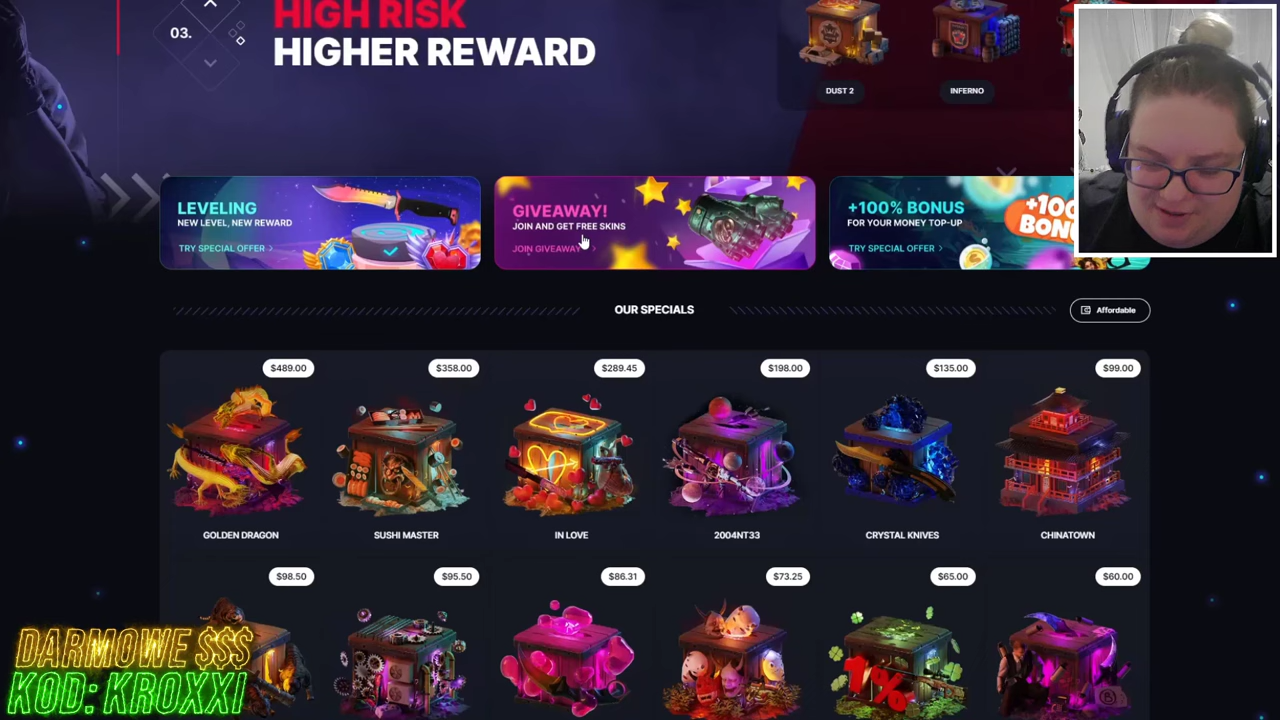 03.
HIGH RISK
HIGHER REWARD
DUST 2
INFERNO
LEVELING
NEW LEVEL, NEW REWARD
TRY SPECIAL OFFER
GIVEAWAY!
JOIN AND GET FREE SKINS
JOIN GIVEAWAY
+100% BONUS
FOR YOUR MONEY TOP-UP
TRY SPECIAL OFFER
OUR SPECIALS
Affordable
$489.00
$358.00
$289.45
$198.00
$135.00
$99.00
GOLDEN DRAGON
SUSHI MASTER
IN LOVE
2004NT33
CRYSTAL KNIVES
CHINATOWN
$98.50
$95.50
$86.31
$73.25
$65.00
$60.00
1%
DARMOWE $$$
KOD: KROXXI